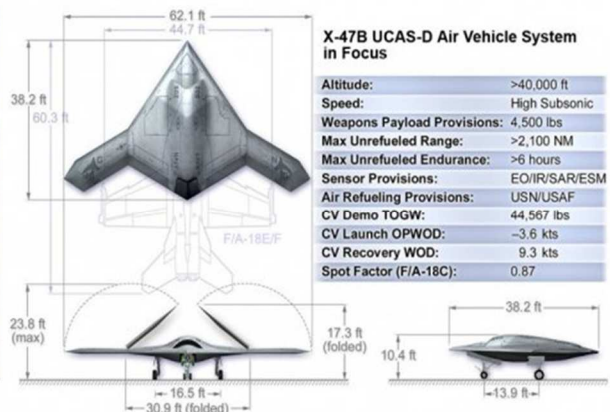 62.1 ft
44.7 ft
38.2 ft
60.3 ft
F/A-18E/F
X-47B UCAS-D Air Vehicle System
in Focus
Altitude: >40,000 ft
Speed: High Subsonic
Weapons Payload Provisions: 4,500 lbs
Max Unrefueled Range: >2,100 NM
Max Unrefueled Endurance: >6 hours
Sensor Provisions: EO/IR/SAR/ESM
Air Refueling Provisions: USN/USAF
CV Demo TOGW: 44,567 lbs
CV Launch OPWOD: –3.6 kts
CV Recovery WOD: 9.3 kts
Spot Factor (F/A-18C): 0.87
23.8 ft
(max)
17.3 ft
(folded)
16.5 ft
30.9 ft (folded)
38.2 ft
10.4 ft
13.9 ft